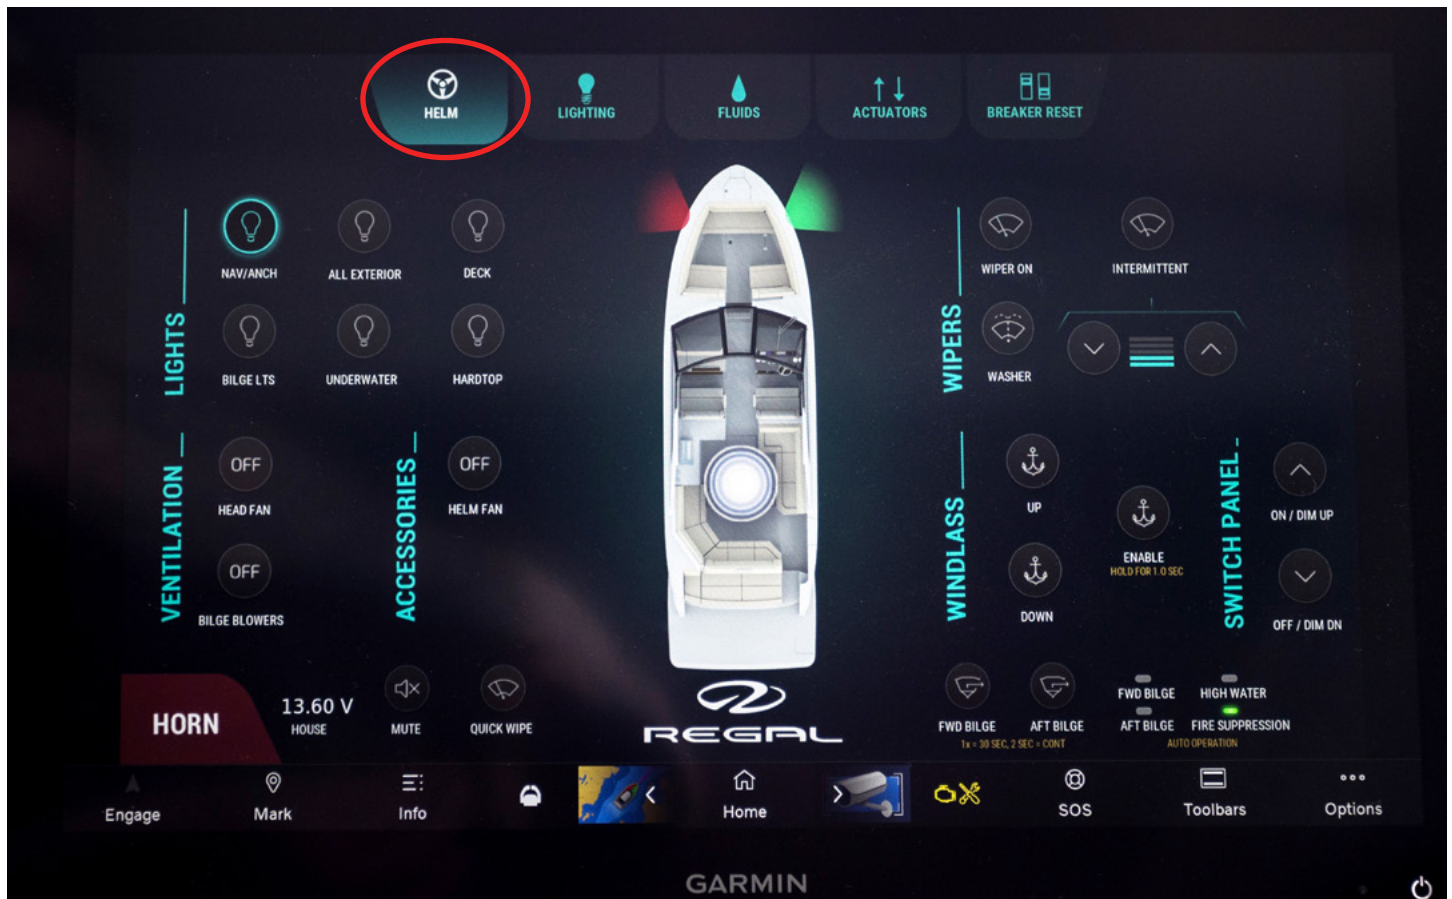 HELM
LIGHTING
FLUIDS
ACTUATORS
BREAKER RESET
LIGHTS
NAV/ANCH
ALL EXTERIOR
DECK
BILGE LTS
UNDERWATER
HARDTOP
WIPERS
WIPER ON
INTERMITTENT
WASHER
VENTILATION
OFF
HEAD FAN
OFF
BILGE BLOWERS
ACCESSORIES
OFF
HELM FAN
WINDLASS
UP
DOWN
ENABLE
HOLD FOR 1.0 SEC
SWITCH PANEL
ON / DIM UP
OFF / DIM DN
HORN
13.60 V
HOUSE
MUTE
QUICK WIPE
REGAL
FWD BILGE
AFT BILGE
1x = 30 SEC, 2 SEC = CONT
FWD BILGE
HIGH WATER
AFT BILGE
FIRE SUPPRESSION
AUTO OPERATION
Engage
Mark
Info
Home
SOS
Toolbars
Options
GARMIN